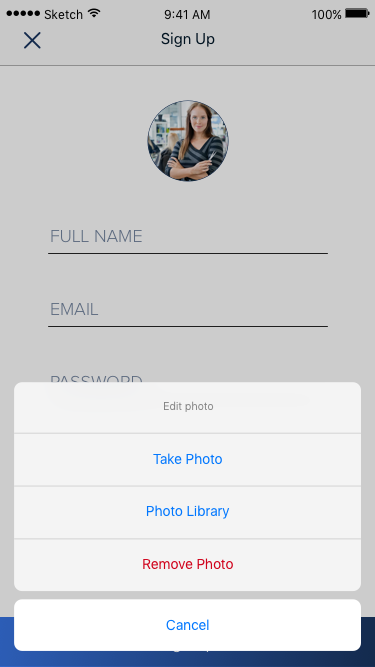 Sketch 9:41 AM 100%
Sign Up
FULL NAME
EMAIL
PASSWORD
Edit photo
Take Photo
Photo Library
Remove Photo
Cancel